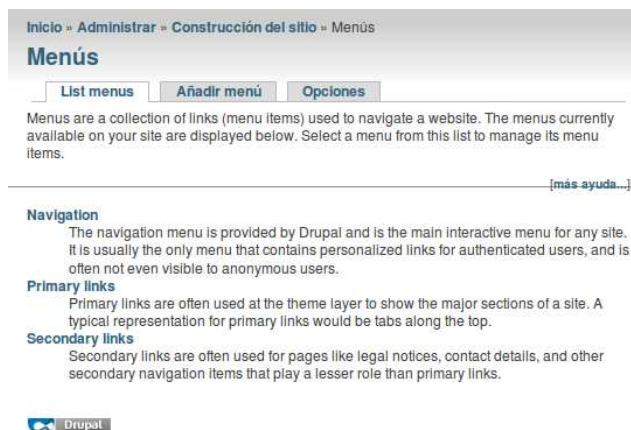 Inicio » Administrar » Construcción del sitio » Menús
Menús
List menus Añadir menú Opciones
Menus are a collection of links (menu items) used to navigate a website. The menus currently
available on your site are displayed below. Select a menu from this list to manage its menu
items.
[más ayuda...]
Navigation
The navigation menu is provided by Drupal and is the main interactive menu for any site.
It is usually the only menu that contains personalized links for authenticated users, and is
often not even visible to anonymous users.
Primary links
Primary links are often used at the theme layer to show the major sections of a site. A
typical representation for primary links would be tabs along the top.
Secondary links
Secondary links are often used for pages like legal notices, contact details, and other
secondary navigation items that play a lesser role than primary links.
Drupal